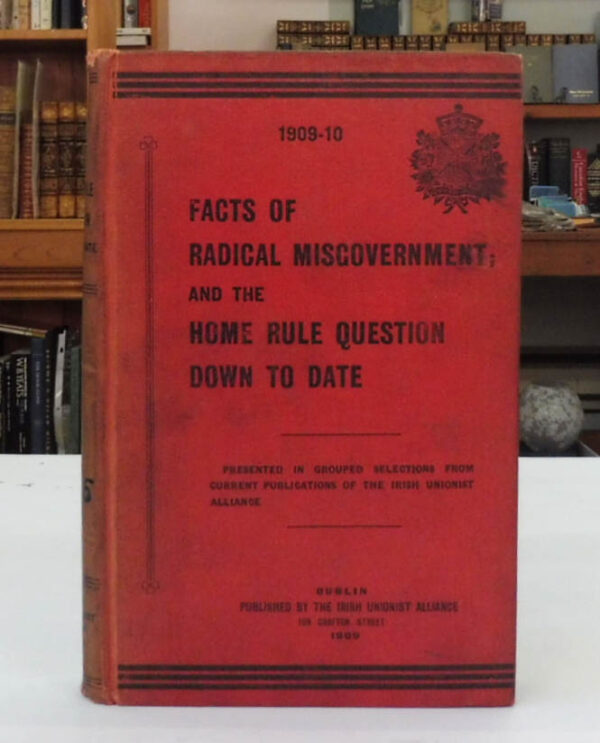 1909-10
FACTS OF
RADICAL MISGOVERNMENT;
AND THE
HOME RULE QUESTION
DOWN TO DATE
PRESENTED IN GROUPED SELECTIONS FROM
CURRENT PUBLICATIONS OF THE IRISH UNIONIST
ALLIANCE
DUBLIN
PUBLISHED BY THE IRISH UNIONIST ALLIANCE
109 GRAFTON STREET
1909